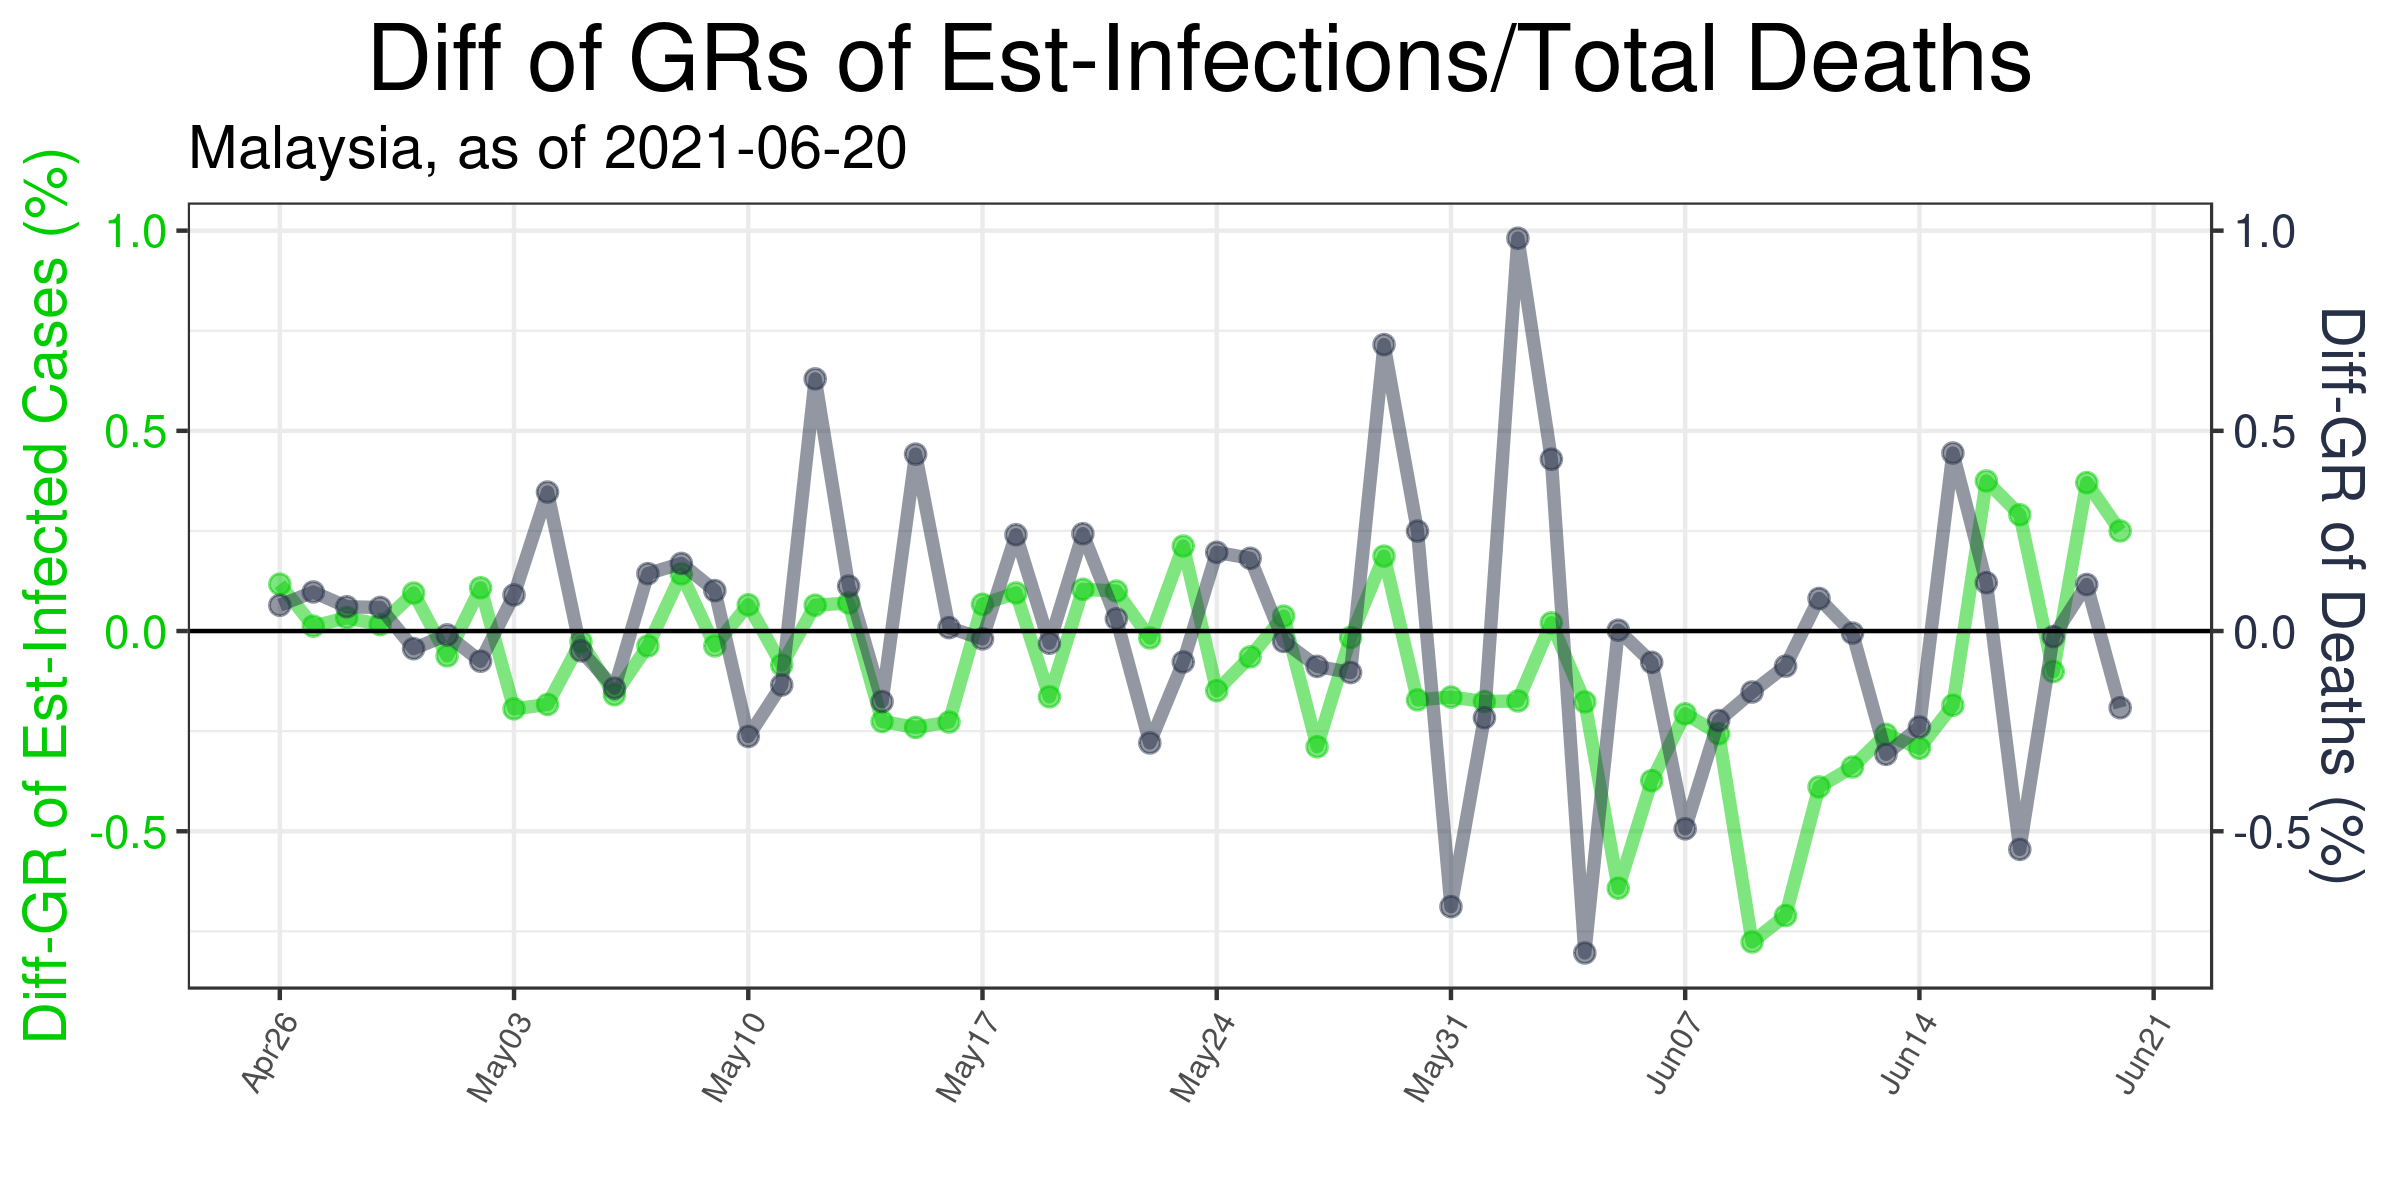 Diff of GRs of Est-Infections/Total Deaths
Malaysia, as of 2021-06-20
Diff-GR of Est-Infected Cases (%)
1.0
0.5
0.0
-0.5
1.0
0.5
0.0
-0.5
Diff-GR of Deaths (%)
Apr26
May03
May10
May17
May24
May31
Jun07
Jun14
Jun21